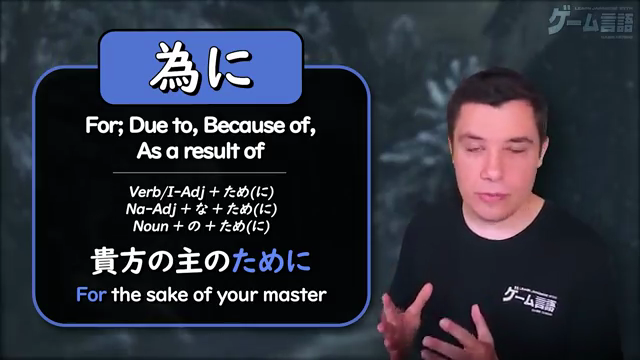 為に
For; Due to, Because of,
As a result of
Verb/I-Adj + ため(に)
Na-Adj + な + ため(に)
Noun + の + ため(に)
貴方の主のために
For the sake of your master
ゲーム言語
ゲーム言語